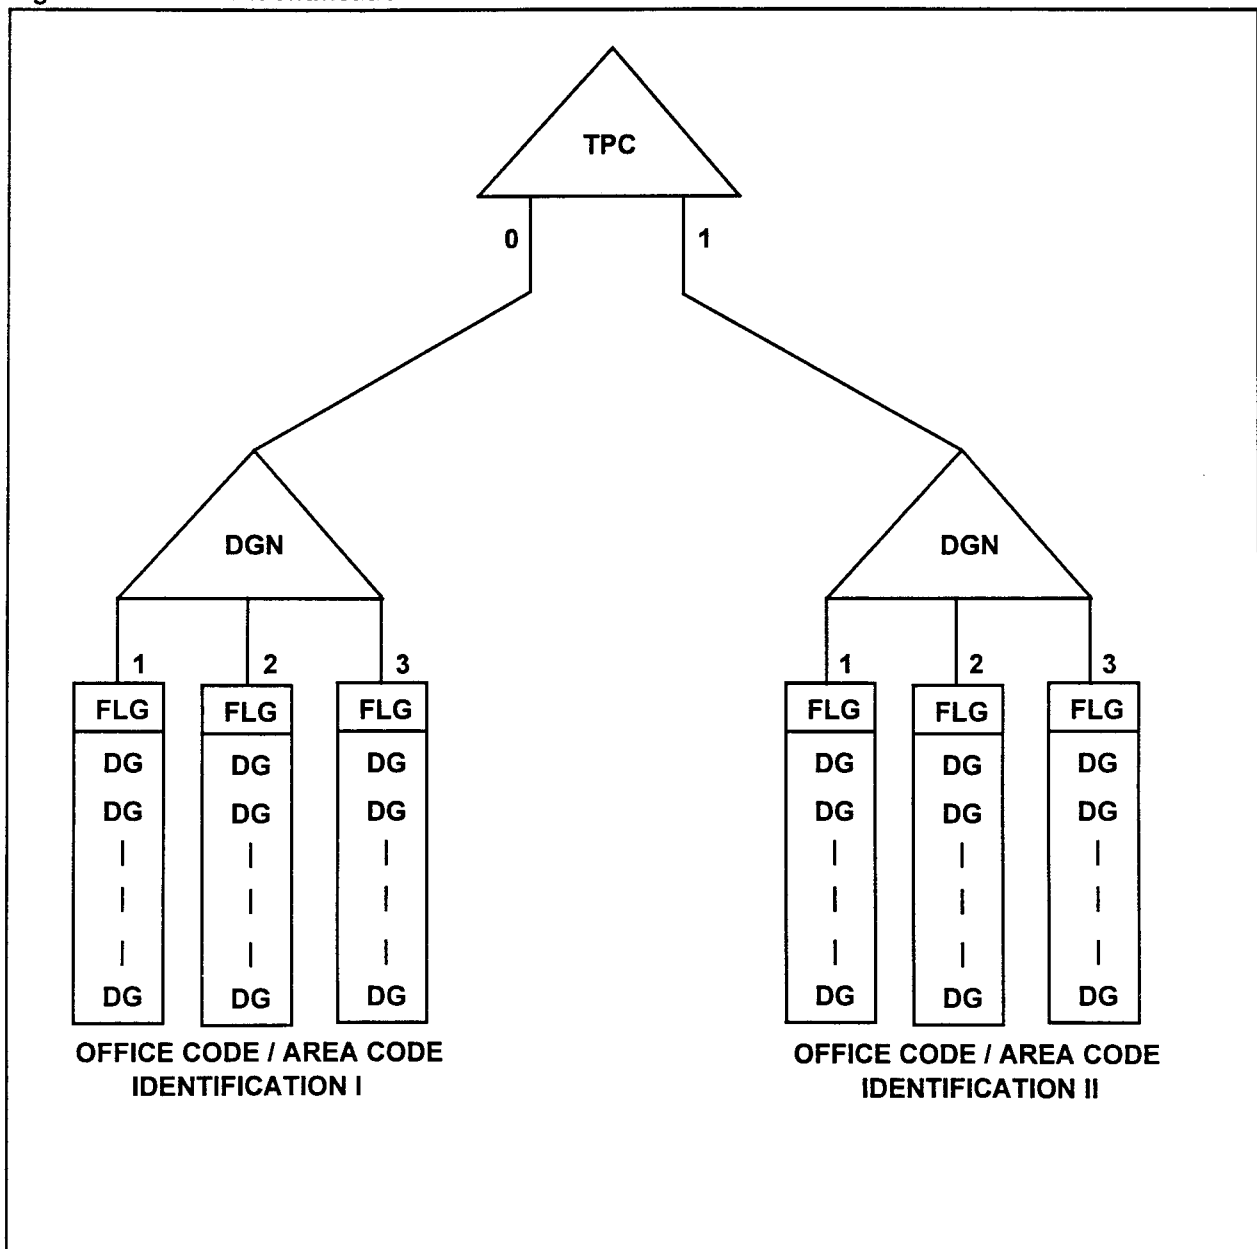 TPC
0 1
DGN DGN
1 2 3 1 2 3
FLG FLG FLG FLG FLG FLG
DG DG DG DG DG DG
DG DG DG DG DG DG
DG DG DG DG DG DG
OFFICE CODE / AREA CODE
IDENTIFICATION I
OFFICE CODE / AREA CODE
IDENTIFICATION II